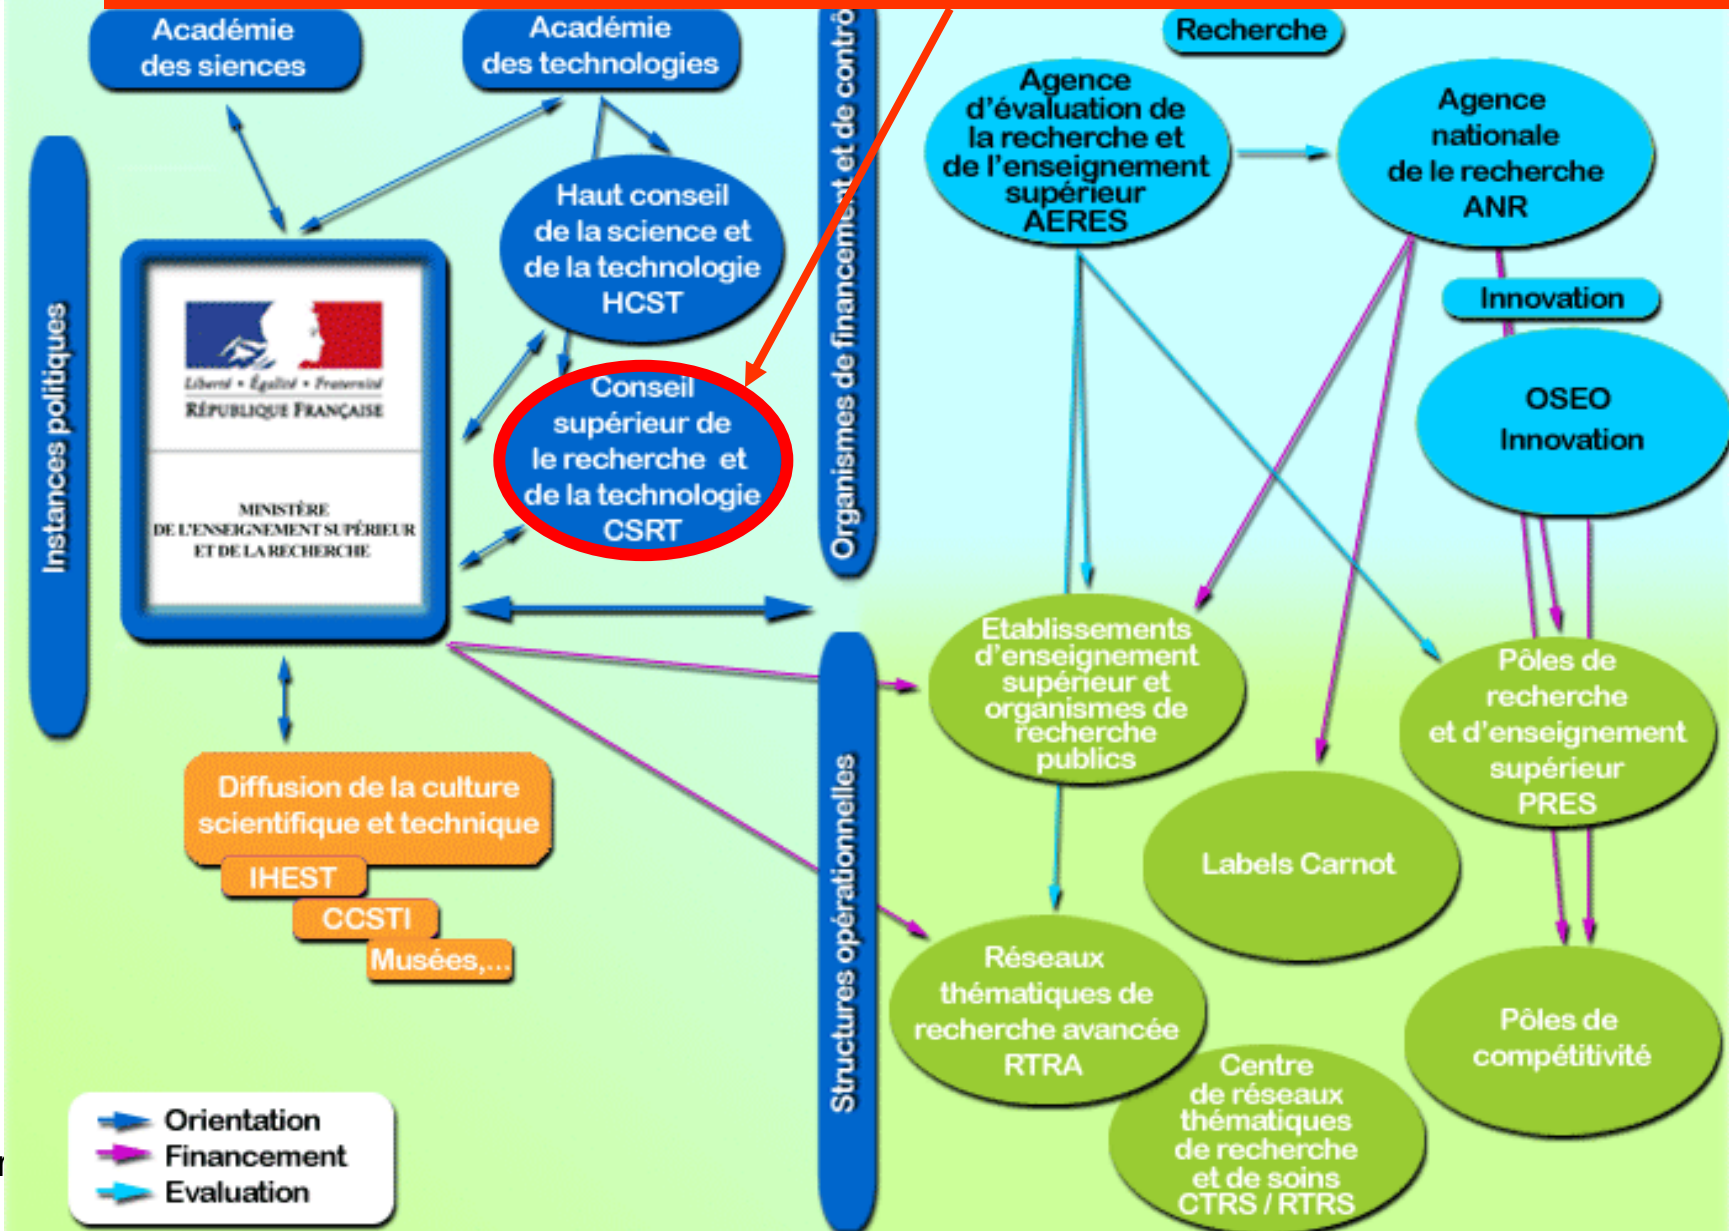 Académie
des siences
Académie
des technologies
Haut conseil
de la science et
de la technologie
HCST
Conseil
supérieur de
le recherche et
de la technologie
CSRT
Instances politiques
Liberté • Égalité • Fraternité
RÉPUBLIQUE FRANÇAISE
MINISTÈRE
DE L'ENSEIGNEMENT SUPÉRIEUR
ET DE LA RECHERCHE
Diffusion de la culture
scientifique et technique
IHEST
CCSTI
Musées,...
Orientation
Financement
Evaluation
Organismes de financement et de contrô
Recherche
Agence
d'évaluation de
la recherche et
de l'enseignement
supérieur
AERES
Agence
nationale
de le recherche
ANR
Innovation
OSEO
Innovation
Structures opérationnelles
Etablissements
d'enseignement
supérieur et
organismes de
recherche
publics
Pôles de
recherche
et d'enseignement
supérieur
PRES
Labels Carnot
Réseaux
thématiques de
recherche avancée
RTRA
Centre
de réseaux
thématiques
de recherche
et de soins
CTRS / RTRS
Pôles de
compétitivité